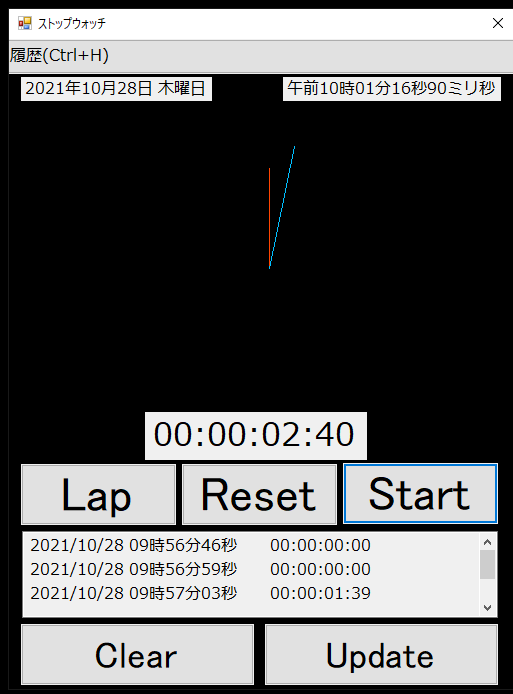 ストップウォッチ
履歴(Ctrl+H)
2021年10月28日 木曜日
午前10時01分16秒90ミリ秒
00:00:02:40
Lap
Reset
Start
2021/10/28 09時56分46秒 00:00:00:00
2021/10/28 09時56分59秒 00:00:00:00
2021/10/28 09時57分03秒 00:00:01:39
Clear
Update